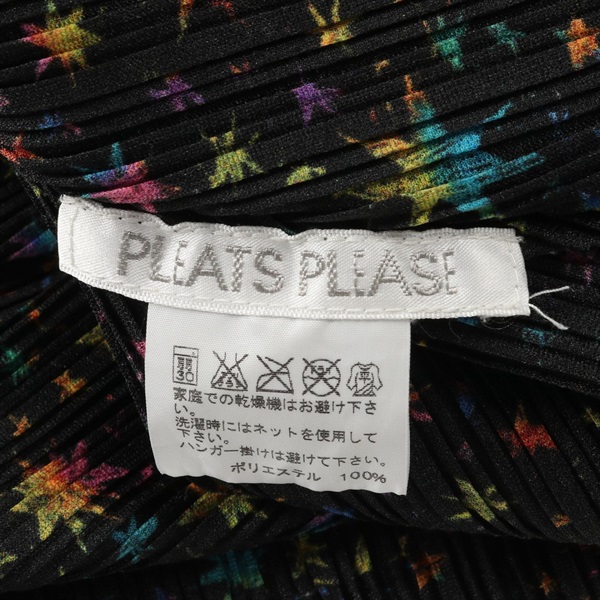 PLEATS PLEASE
家庭での乾燥機はお避け下さ
い。
洗濯時にはネットを使用して
下さい。
ハンガー掛けは避けて下さい。
ポリエステル 100%